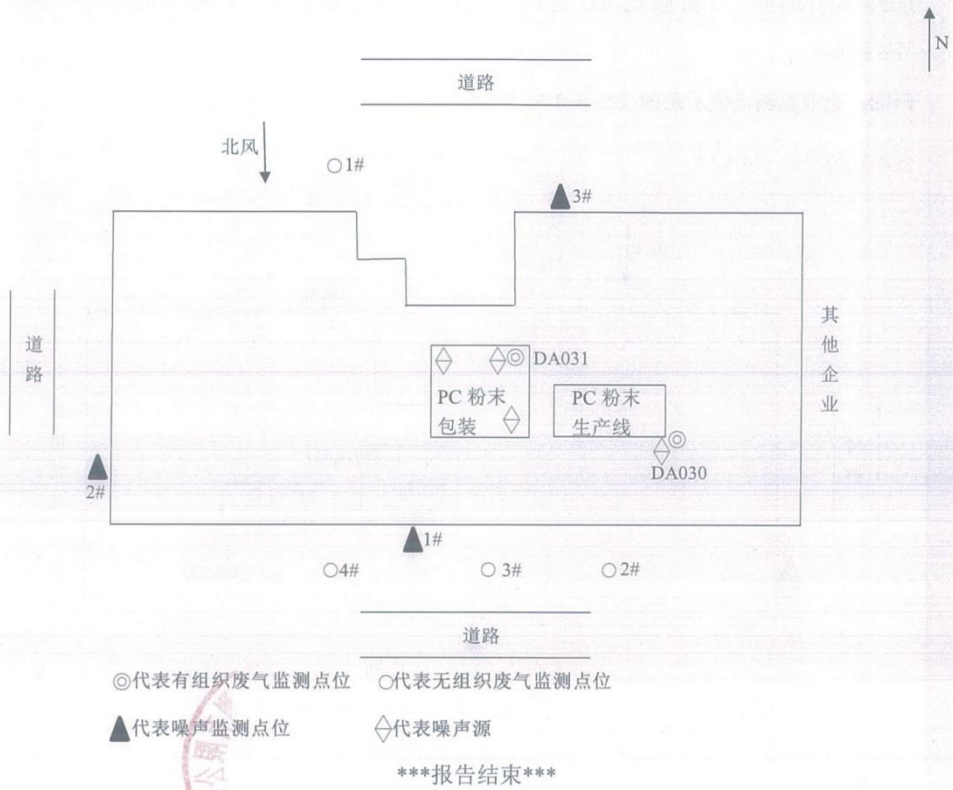 N
道路
北风
○1#
▲3#
道路
其他企业
DA031
PC 粉末
包装
PC 粉末
生产线
DA030
▲2#
▲1#
○4#
○3#
○2#
道路
◎代表有组织废气监测点位 ○代表无组织废气监测点位
▲代表噪声监测点位 代表噪声源
***报告结束***